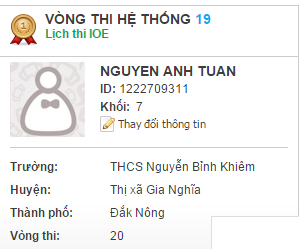 VÒNG THI HỆ THỐNG 19
Lịch thi IOE
NGUYEN ANH TUAN
ID: 1222709311
Khối: 7
Thay đổi thông tin
Trường: THCS Nguyễn Bỉnh Khiêm
Huyện: Thị xã Gia Nghĩa
Thành phố: Đắk Nông
Vòng thi: 20